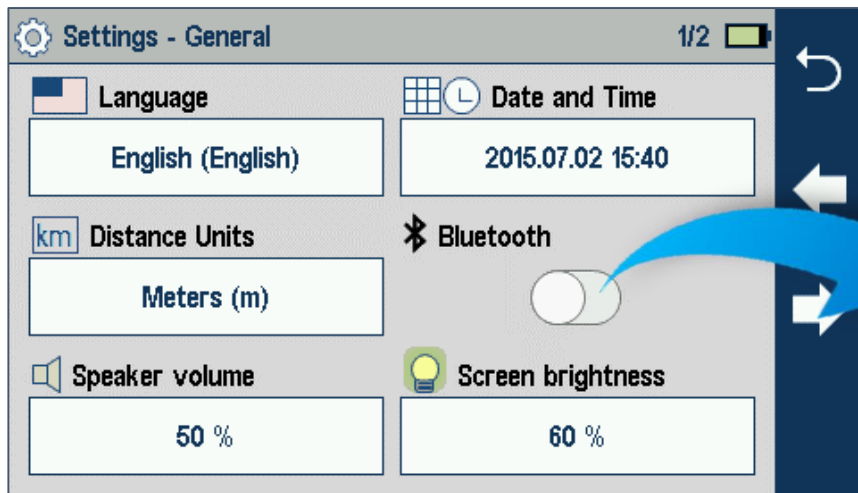 Settings - General 1/2
Language Date and Time
English (English) 2015.07.02 15:40
km Distance Units Bluetooth
Meters (m)
Speaker volume Screen brightness
50 % 60 %